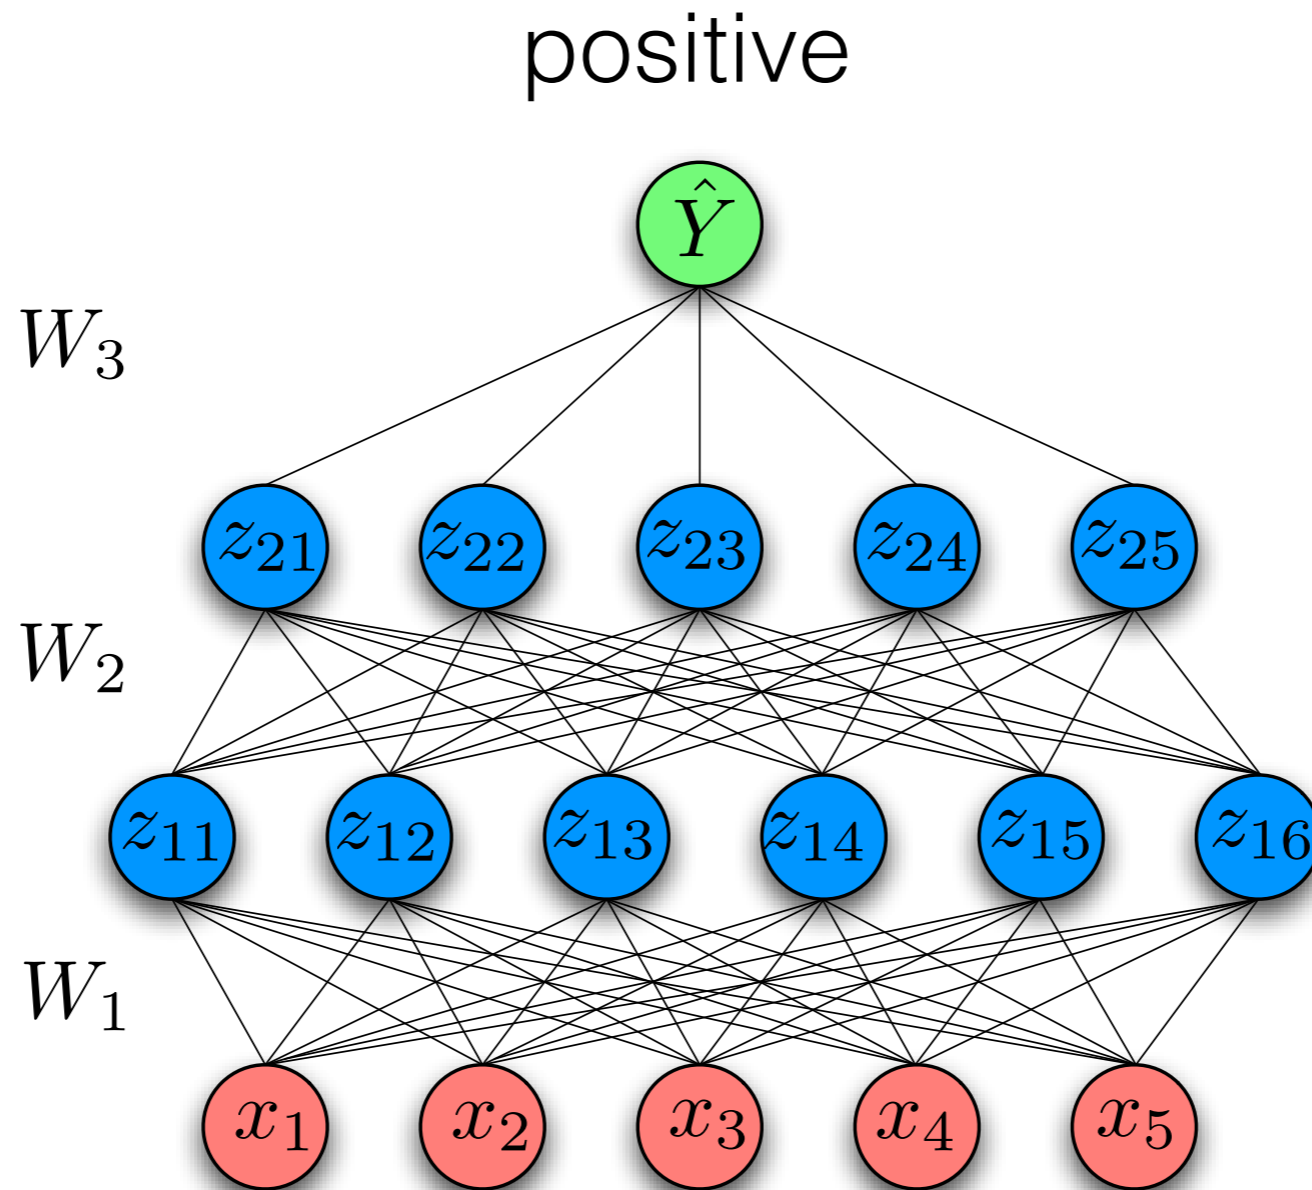 positive
Ŷ
W₃
z₂₁ z₂₂ z₂₃ z₂₄ z₂₅
W₂
z₁₁ z₁₂ z₁₃ z₁₄ z₁₅ z₁₆
W₁
x₁ x₂ x₃ x₄ x₅